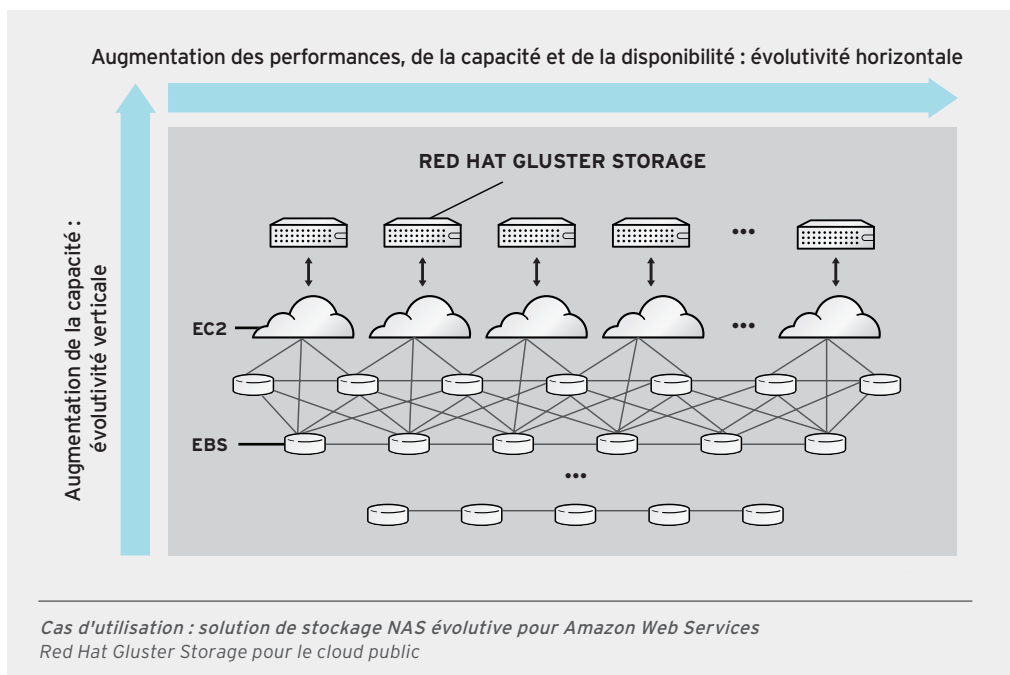 Augmentation des performances, de la capacité et de la disponibilité : évolutivité horizontale
Augmentation de la capacité :
évolutivité verticale
RED HAT GLUSTER STORAGE
...
EC2
...
EBS
...
Cas d'utilisation : solution de stockage NAS évolutive pour Amazon Web Services
Red Hat Gluster Storage pour le cloud public